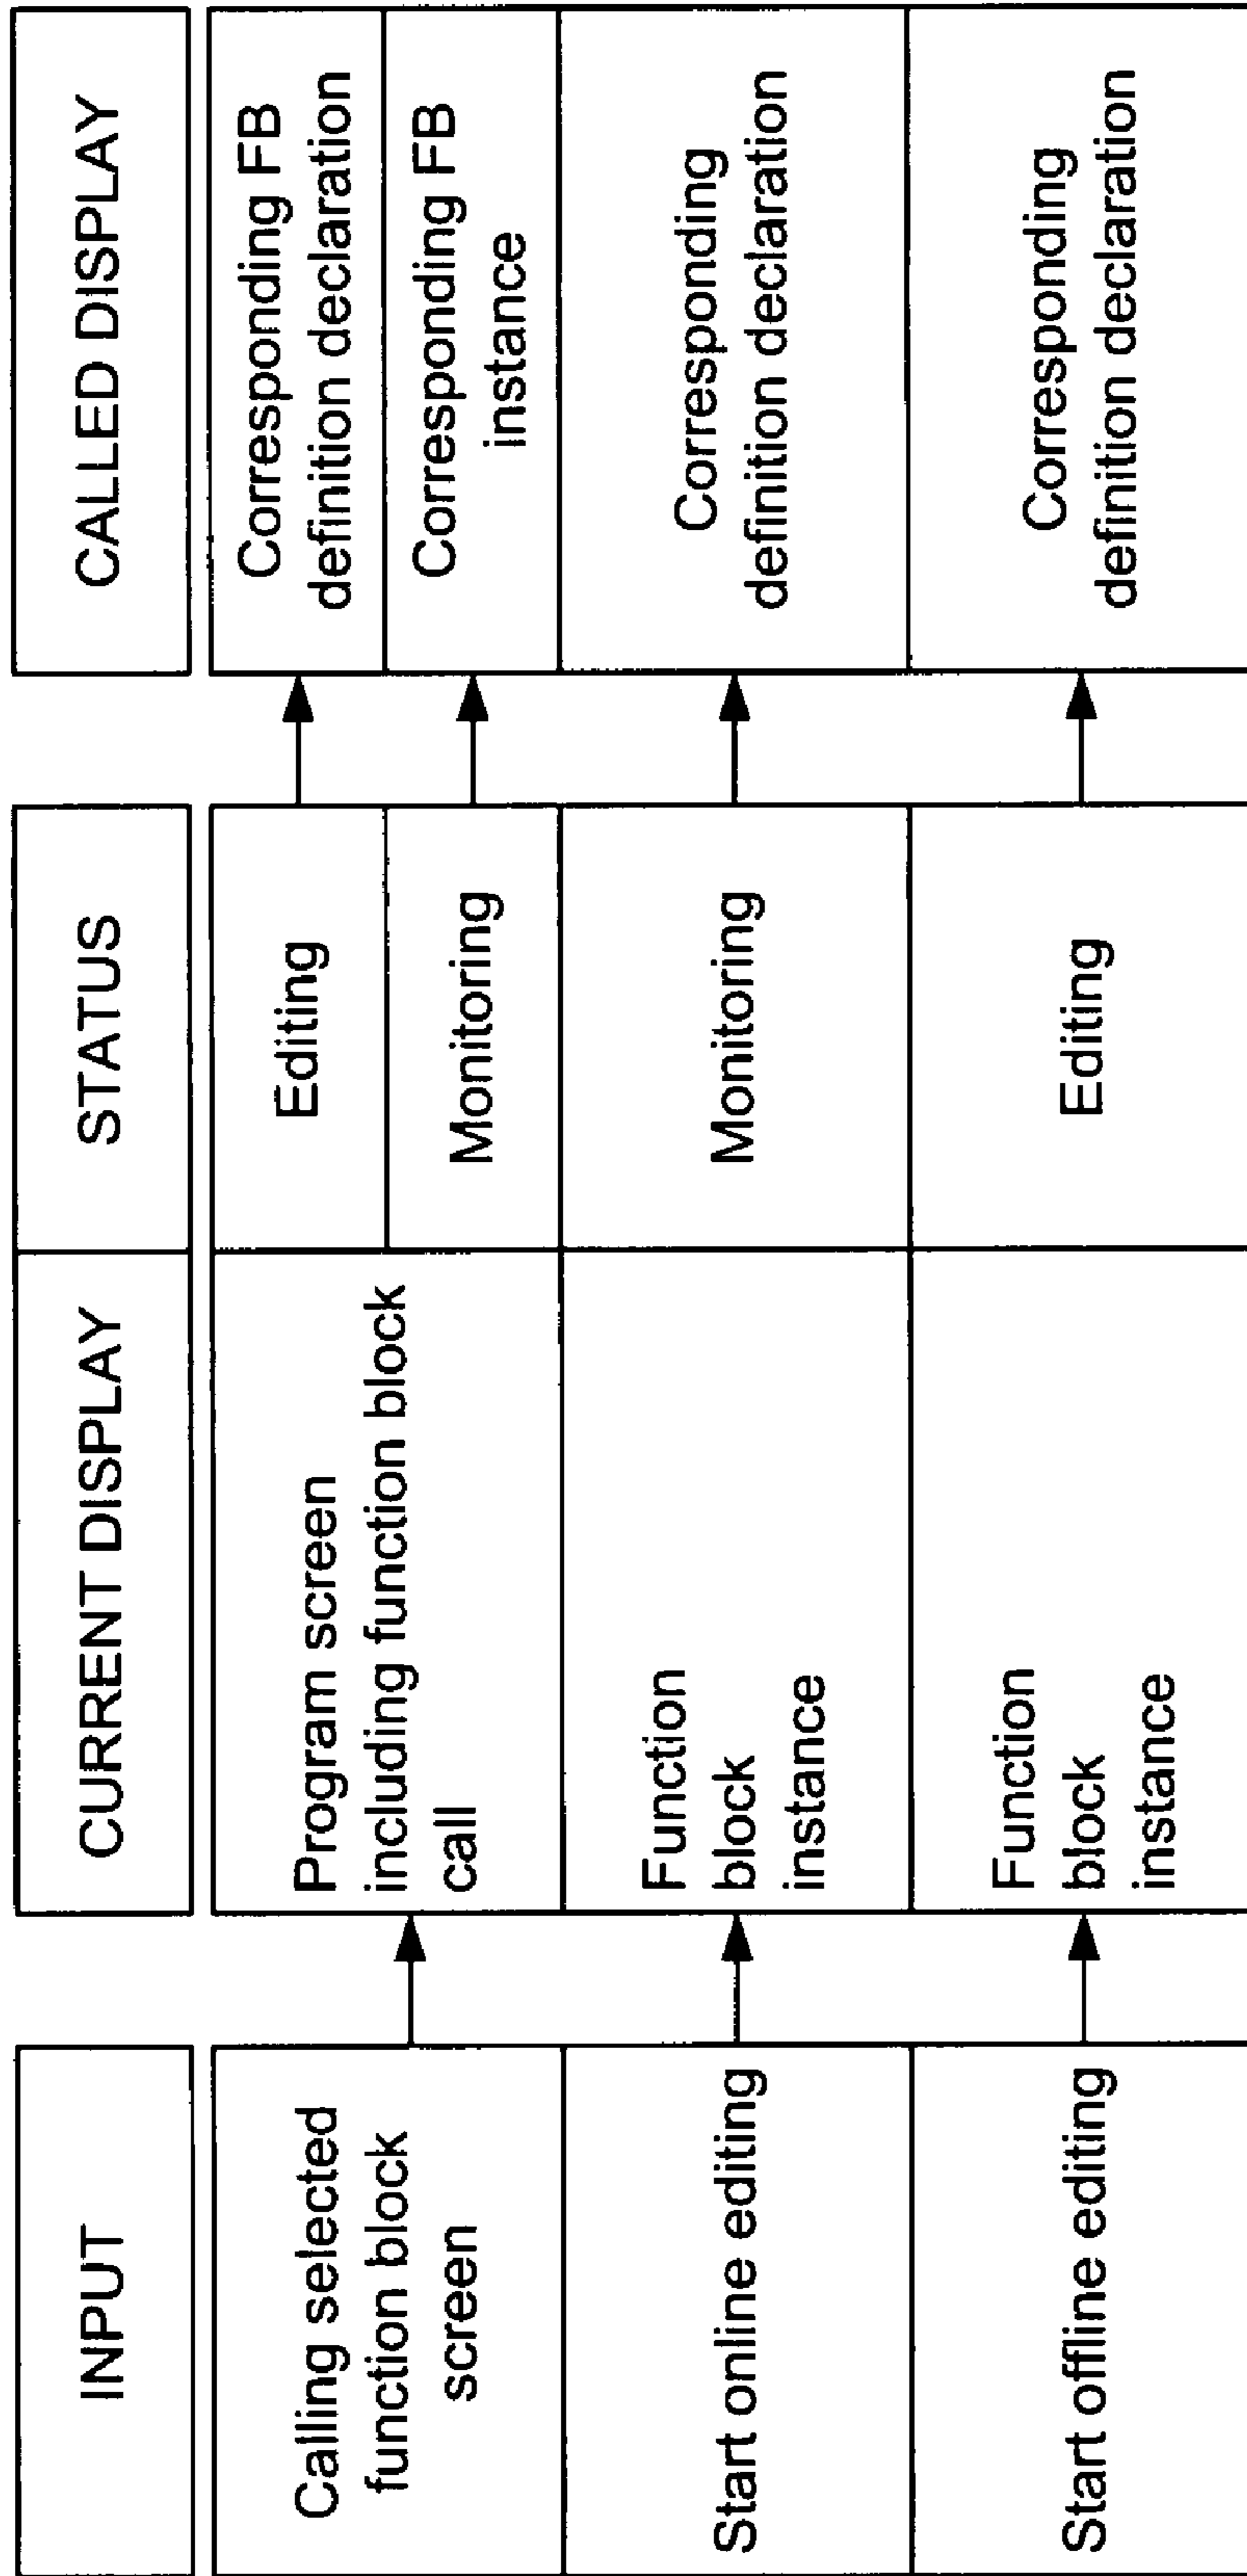 INPUT
CURRENT DISPLAY
STATUS
CALLED DISPLAY
Calling selected
function block
screen
Program screen
including function block
call
Editing
Corresponding FB
definition declaration
Monitoring
Corresponding FB
instance
Start online editing
Function
block
instance
Monitoring
Corresponding
definition declaration
Start offline editing
Function
block
instance
Editing
Corresponding
definition declaration